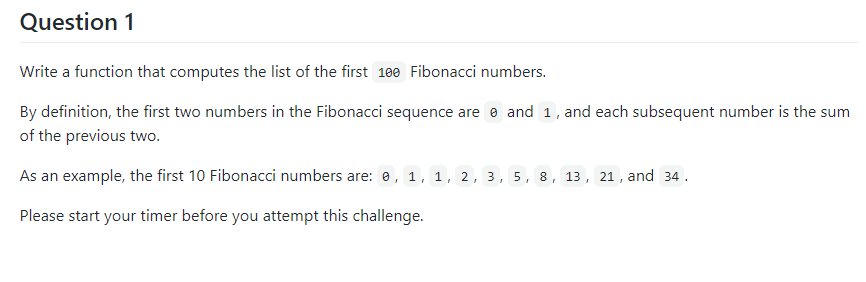 Question 1
Write a function that computes the list of the first 100 Fibonacci numbers.
By definition, the first two numbers in the Fibonacci sequence are 0 and 1, and each subsequent number is the sum
of the previous two.
As an example, the first 10 Fibonacci numbers are: 0, 1, 1, 2, 3, 5, 8, 13, 21, and 34.
Please start your timer before you attempt this challenge.